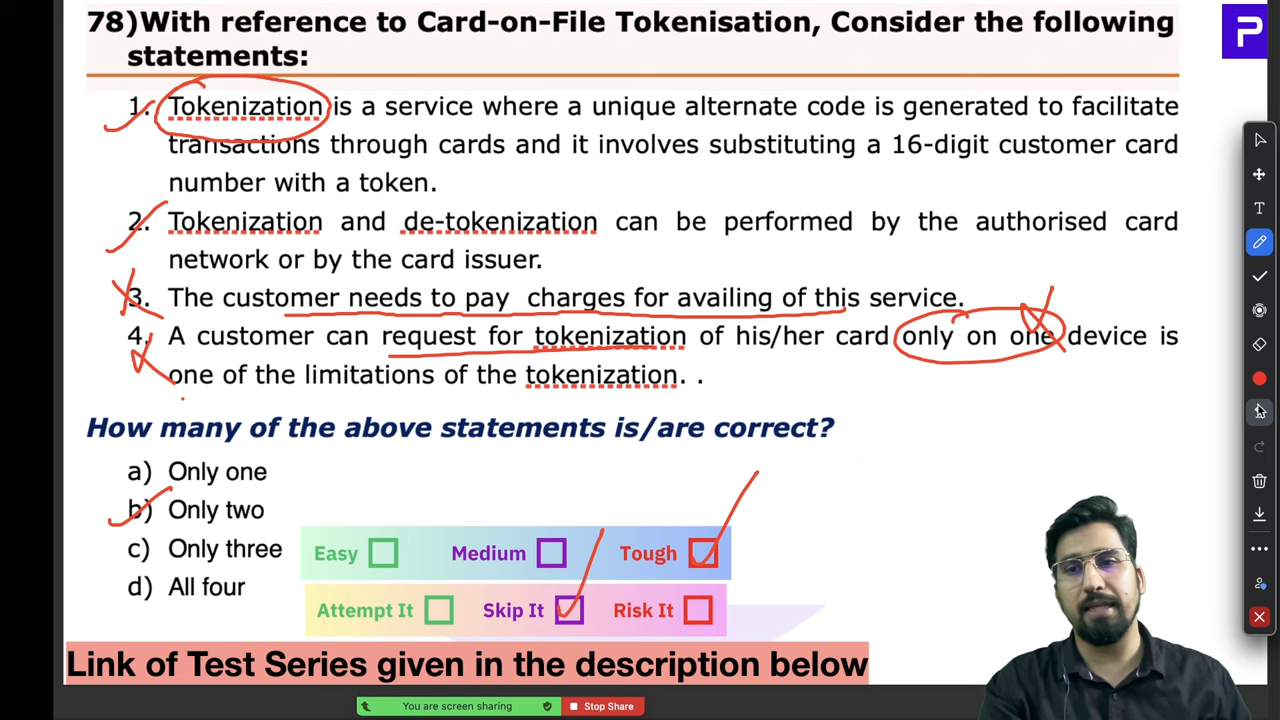 78)With reference to Card-on-File Tokenisation, Consider the following
statements:
1. Tokenization is a service where a unique alternate code is generated to facilitate
transactions through cards and it involves substituting a 16-digit customer card
number with a token.
2. Tokenization and de-tokenization can be performed by the authorised card
network or by the card issuer.
3. The customer needs to pay charges for availing of this service.
4. A customer can request for tokenization of his/her card only on one device is
one of the limitations of the tokenization. .
How many of the above statements is/are correct?
a) Only one
b) Only two
c) Only three
d) All four
Easy Medium Tough
Attempt It Skip It Risk It
Link of Test Series given in the description below
You are screen sharing Stop Share